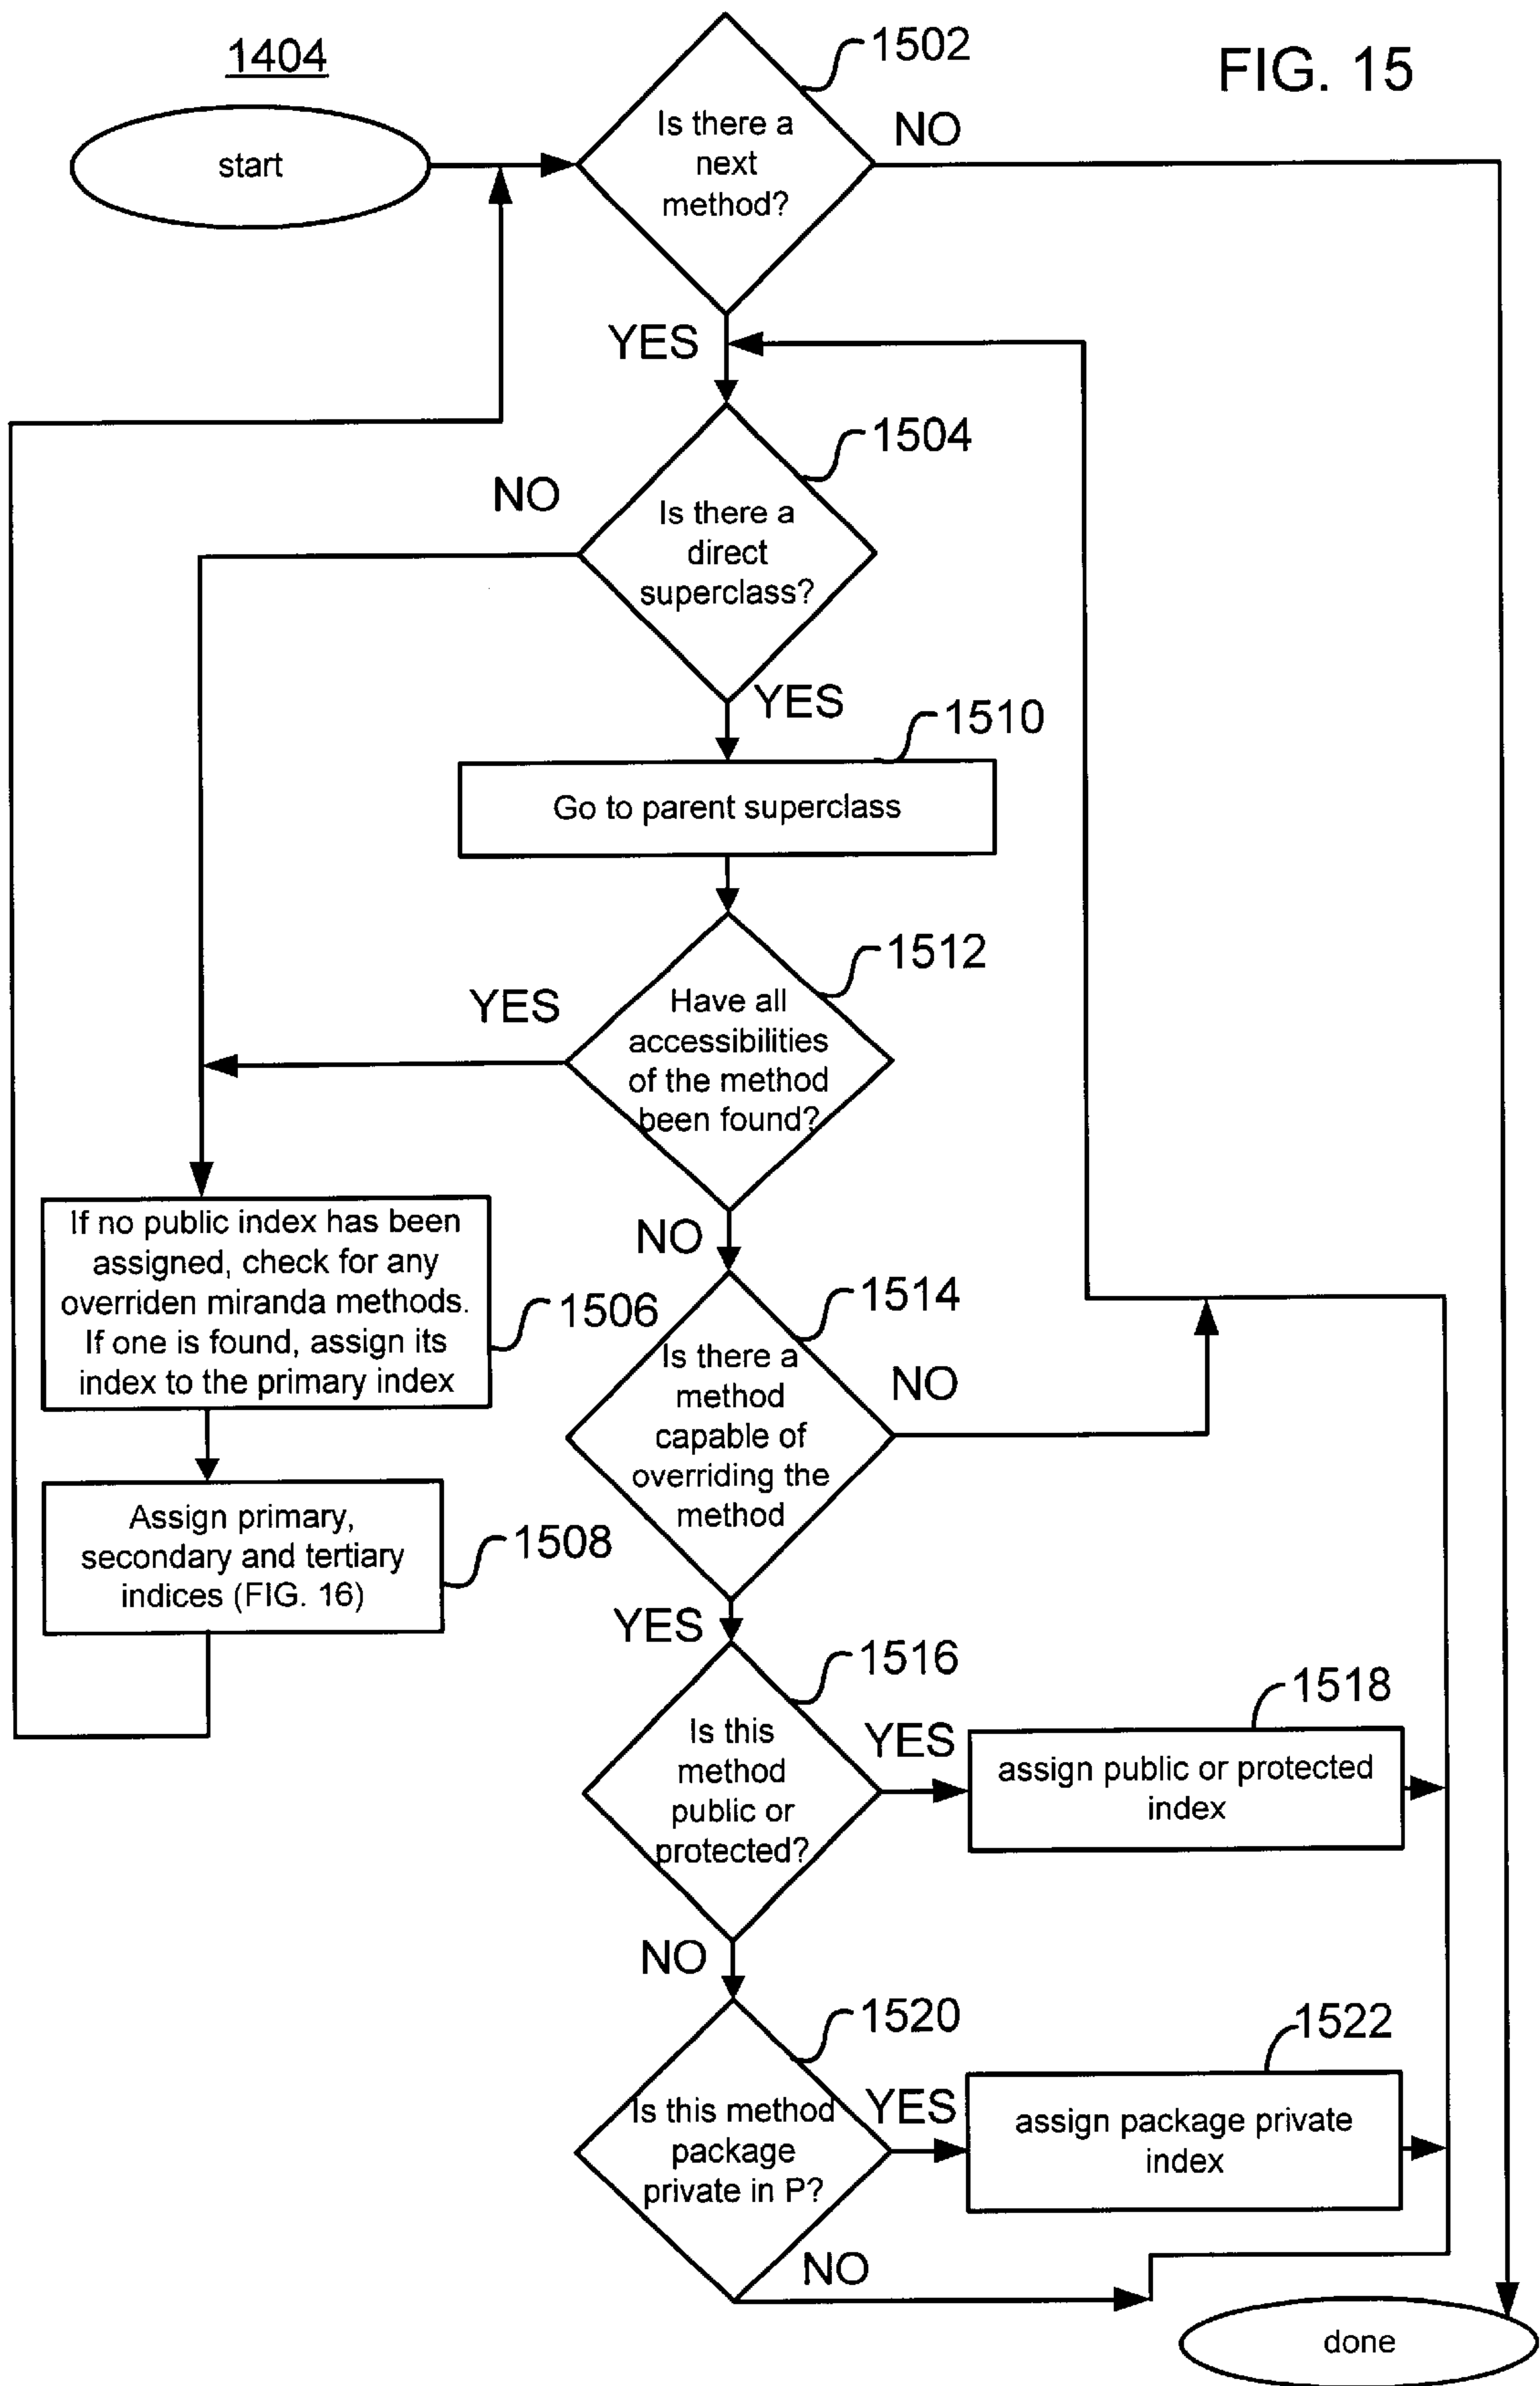 1404
FIG. 15
start
1502
Is there a
next
method?
NO
YES
1504
Is there a
direct
superclass?
NO
YES
1510
Go to parent superclass
1512
Have all
accessibilities
of the method
been found?
YES
NO
If no public index has been
assigned, check for any
overriden miranda methods.
If one is found, assign its
index to the primary index
1506
Assign primary,
secondary and tertiary
indices (FIG. 16)
1508
1514
Is there a
method
capable of
overriding the
method
NO
YES
1516
Is this
method
public or
protected?
YES
1518
assign public or protected
index
NO
1520
Is this method
package
private in P?
YES
1522
assign package private
index
NO
done